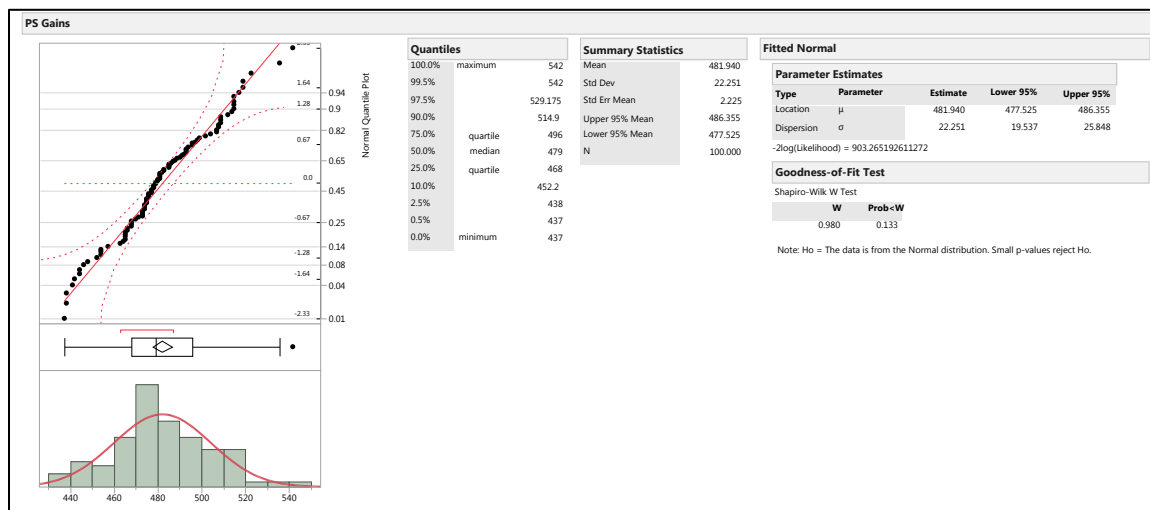 PS Gains
1.64
1.28
0.67
0.0
-0.67
-1.28
-1.64
-2.33
0.94
0.9
0.82
0.65
0.45
0.25
0.14
0.08
0.04
0.01
Normal Quantile Plot
440 460 480 500 520 540
Quantiles
100.0% maximum 542
99.5% 542
97.5% 529.175
90.0% 514.9
75.0% quartile 496
50.0% median 479
25.0% quartile 468
10.0% 452.2
2.5% 438
0.5% 437
0.0% minimum 437
Summary Statistics
Mean 481.940
Std Dev 22.251
Std Err Mean 2.225
Upper 95% Mean 486.355
Lower 95% Mean 477.525
N 100.000
Fitted Normal
Parameter Estimates
Type Parameter Estimate Lower 95% Upper 95%
Location μ 481.940 477.525 486.355
Dispersion σ 22.251 19.537 25.848
-2log(Likelihood) = 903.265192611272
Goodness-of-Fit Test
Shapiro-Wilk W Test
W Prob<W
0.980 0.133
Note: Ho = The data is from the Normal distribution. Small p-values reject Ho.